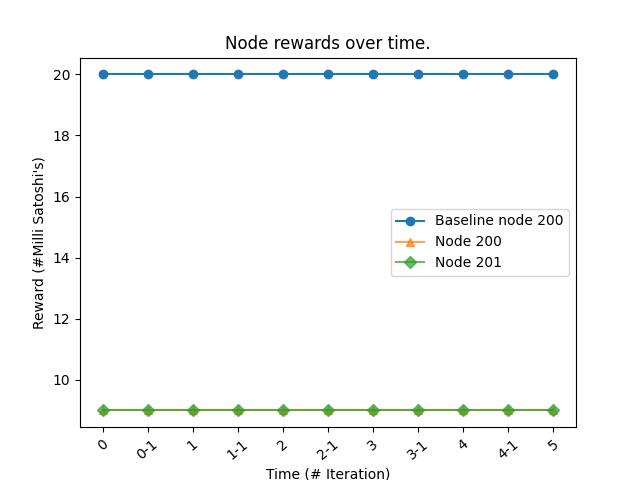 Node rewards over time.
Reward (#Milli Satoshi's)
20
18
16
14
12
10
Baseline node 200
Node 200
Node 201
0 0-1 1 1-1 2 2-1 3 3-1 4 4-1 5
Time (# Iteration)